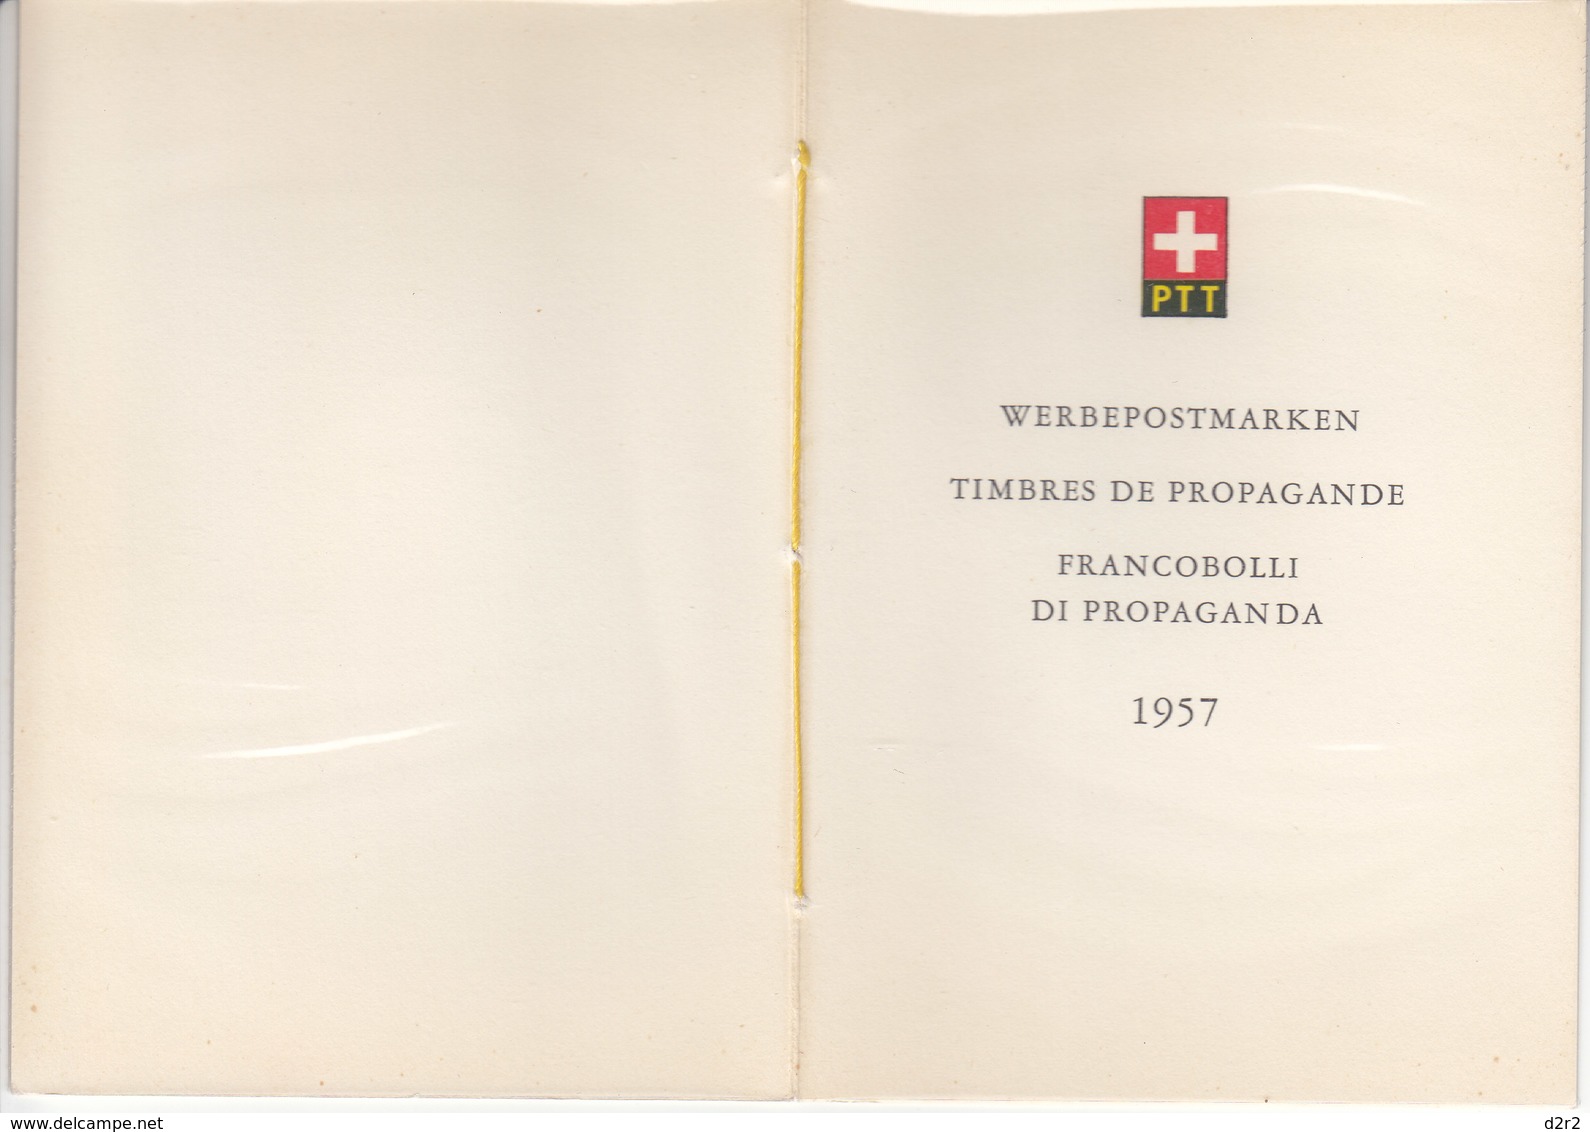 PTT
WERBEPOSTMARKEN
TIMBRES DE PROPAGANDE
FRANCOBOLLI
DI PROPAGANDA
1957
www.delcampe.net
d2r2